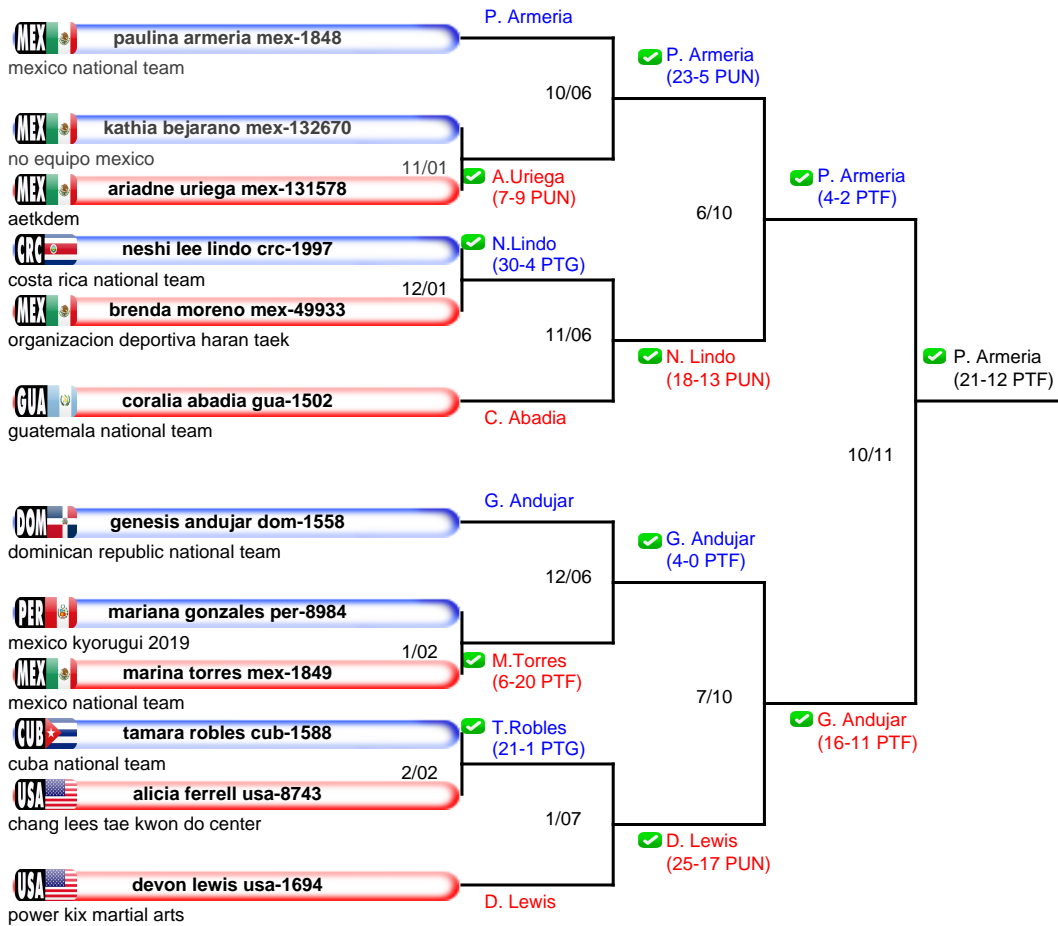 MEX paulina armeria mex-1848
mexico national team
P. Armeria
MEX kathia bejarano mex-132670
no equipo mexico
MEX ariadne uriega mex-131578
aetkdem
11/01
A.Uriega
(7-9 PUN)
10/06
P. Armeria
(23-5 PUN)
CRC neshi lee lindo crc-1997
costa rica national team
MEX brenda moreno mex-49933
organizacion deportiva haran taek
12/01
N.Lindo
(30-4 PTG)
GUA coralia abadia gua-1502
guatemala national team
C. Abadia
11/06
N. Lindo
(18-13 PUN)
6/10
P. Armeria
(4-2 PTF)
DOM genesis andujar dom-1558
dominican republic national team
G. Andujar
PER mariana gonzales per-8984
mexico kyorugui 2019
MEX marina torres mex-1849
mexico national team
1/02
M.Torres
(6-20 PTF)
12/06
G. Andujar
(4-0 PTF)
CUB tamara robles cub-1588
cuba national team
USA alicia ferrell usa-8743
chang lees tae kwon do center
2/02
T.Robles
(21-1 PTG)
USA devon lewis usa-1694
power kix martial arts
D. Lewis
1/07
D. Lewis
(25-17 PUN)
7/10
G. Andujar
(16-11 PTF)
10/11
P. Armeria
(21-12 PTF)